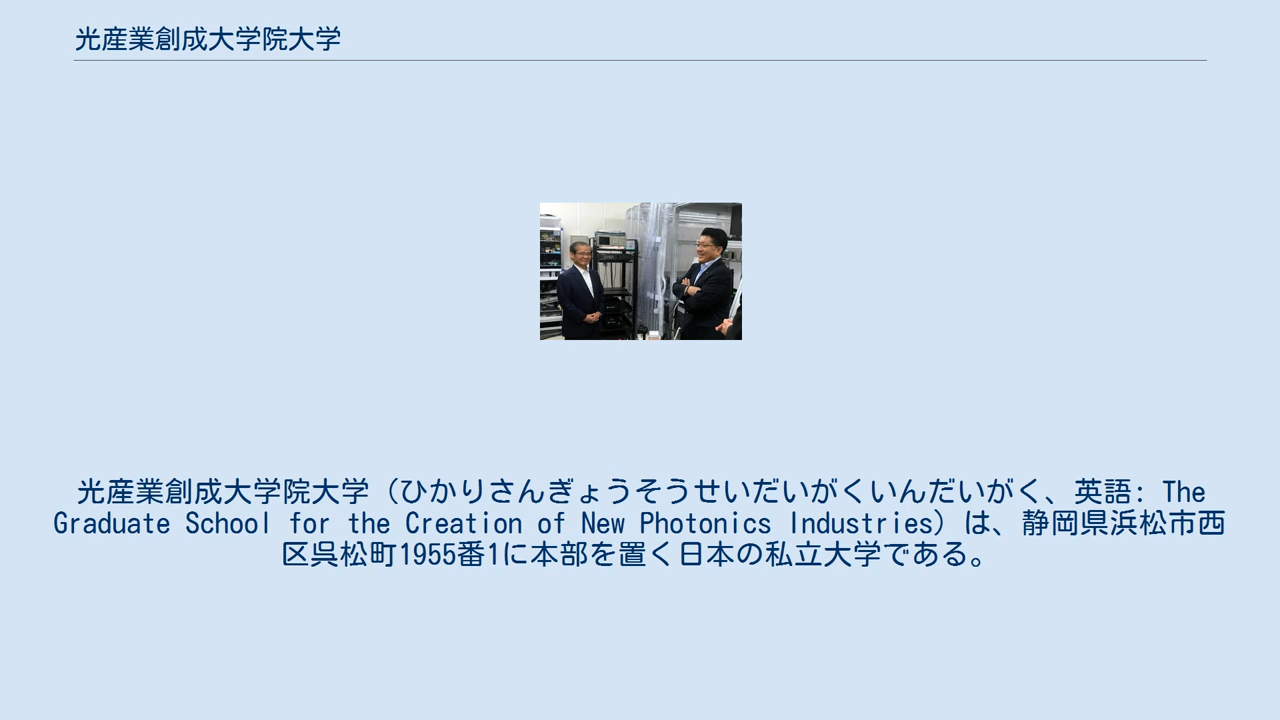 光産業創成大学院大学
光産業創成大学院大学（ひかりさんぎょうそうせいだいがくいんだいがく、英語: The
Graduate School for the Creation of New Photonics Industries）は、静岡県浜松市西
区呉松町1955番1に本部を置く日本の私立大学である。